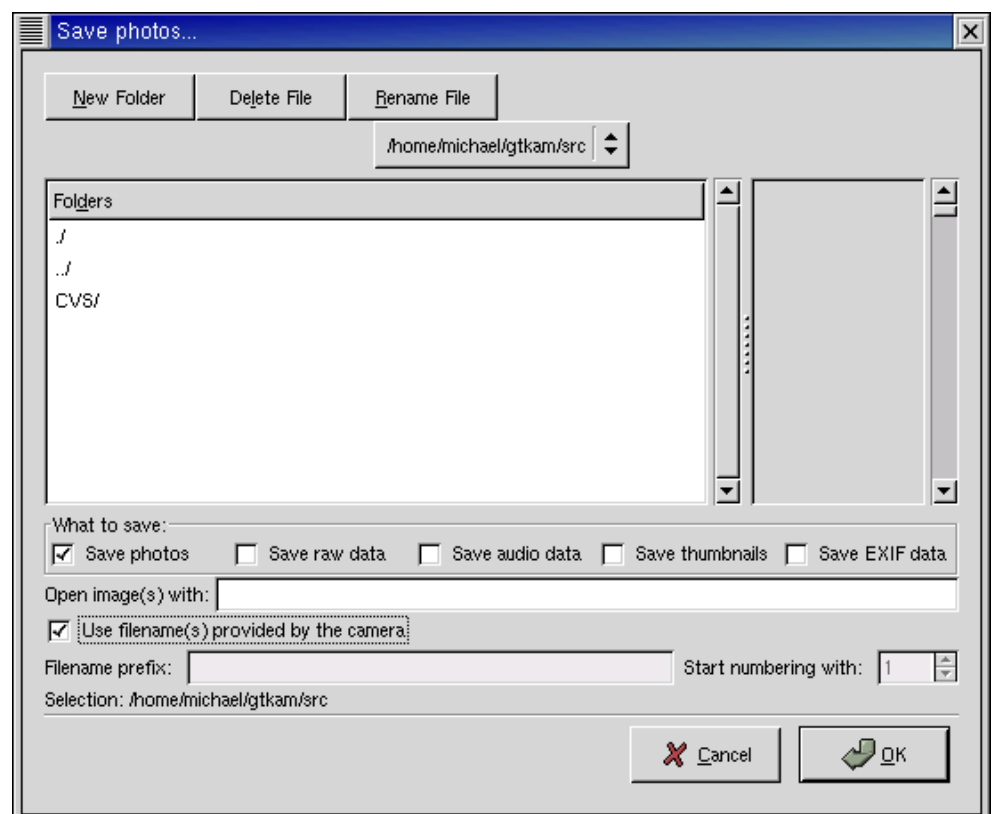 Save photos...
New Folder Delete File Rename File
/home/michael/gtkam/src
Folders
./
../
CVS/
What to save:
Save photos Save raw data Save audio data Save thumbnails Save EXIF data
Open image(s) with:
Use filename(s) provided by the camera
Filename prefix: Start numbering with: 1
Selection: /home/michael/gtkam/src
Cancel OK